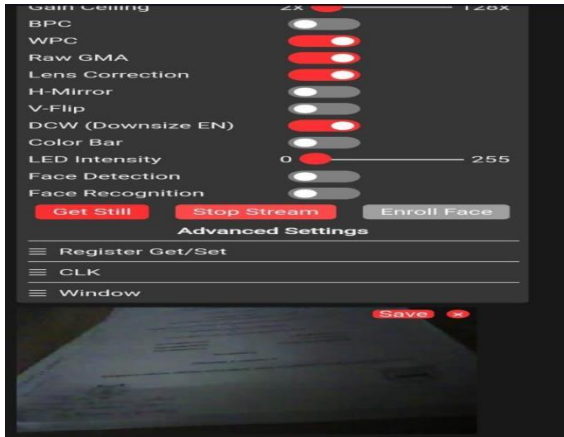 Gain Ceiling 2x 128x
BPC
WPC
Raw GMA
Lens Correction
H-Mirror
V-Flip
DCW (Downsize EN)
Color Bar
LED Intensity 0 255
Face Detection
Face Recognition
Get Still Stop Stream Enroll Face
Advanced Settings
Register Get/Set
CLK
Window
Save ×